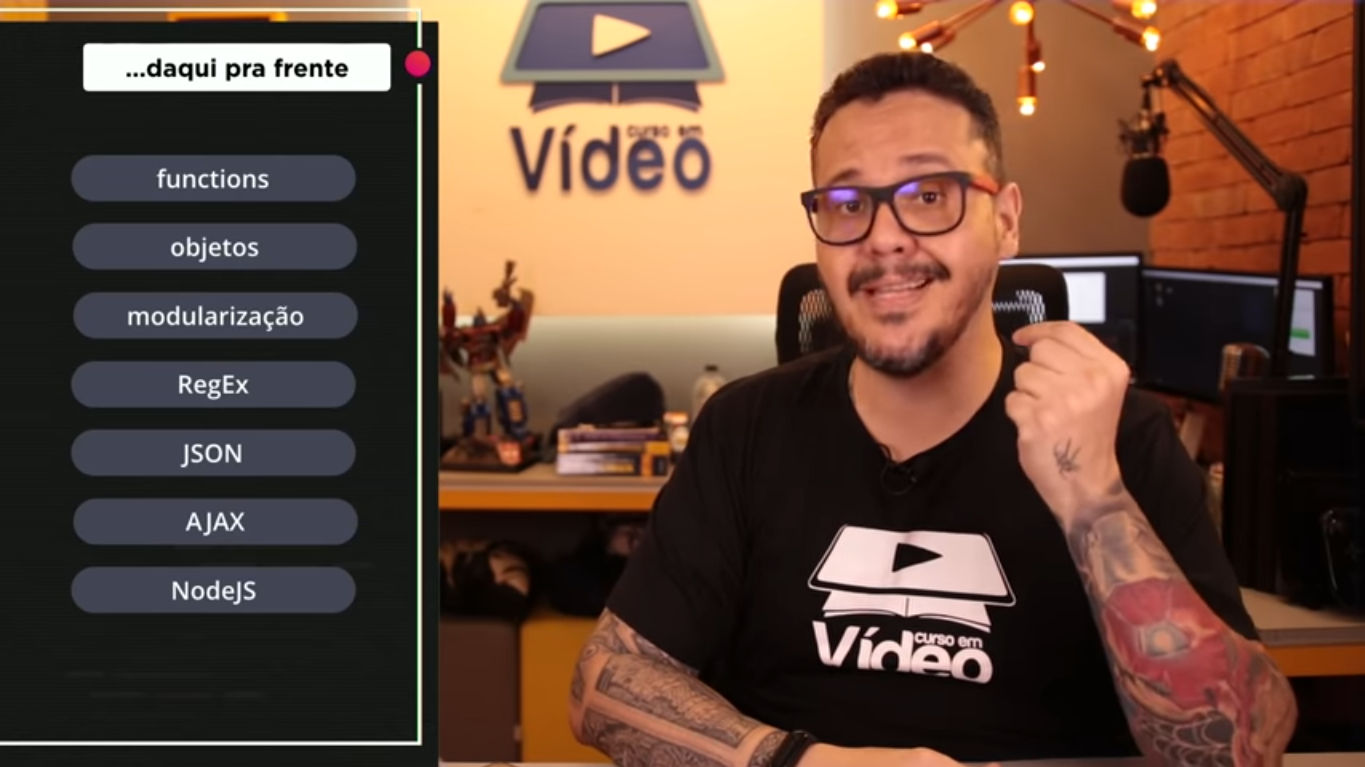 ...daqui pra frente
functions
objetos
modularização
RegEx
JSON
AJAX
NodeJS
curso em
Vídeo
curso em
Vídeo